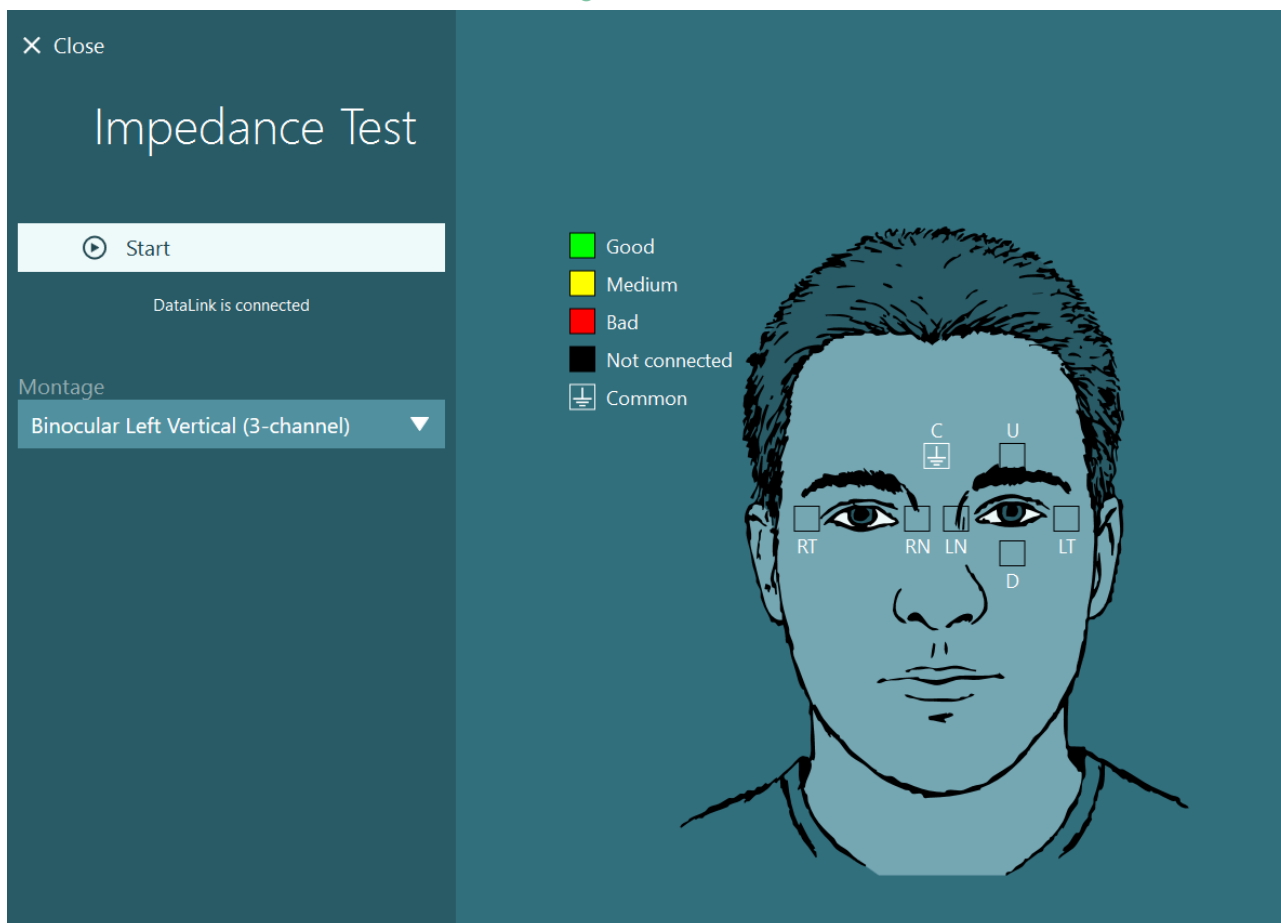 Close
Impedance Test
Start
DataLink is connected
Montage
Binocular Left Vertical (3-channel)
Good
Medium
Bad
Not connected
Common
C U
RT RN LN LT
D